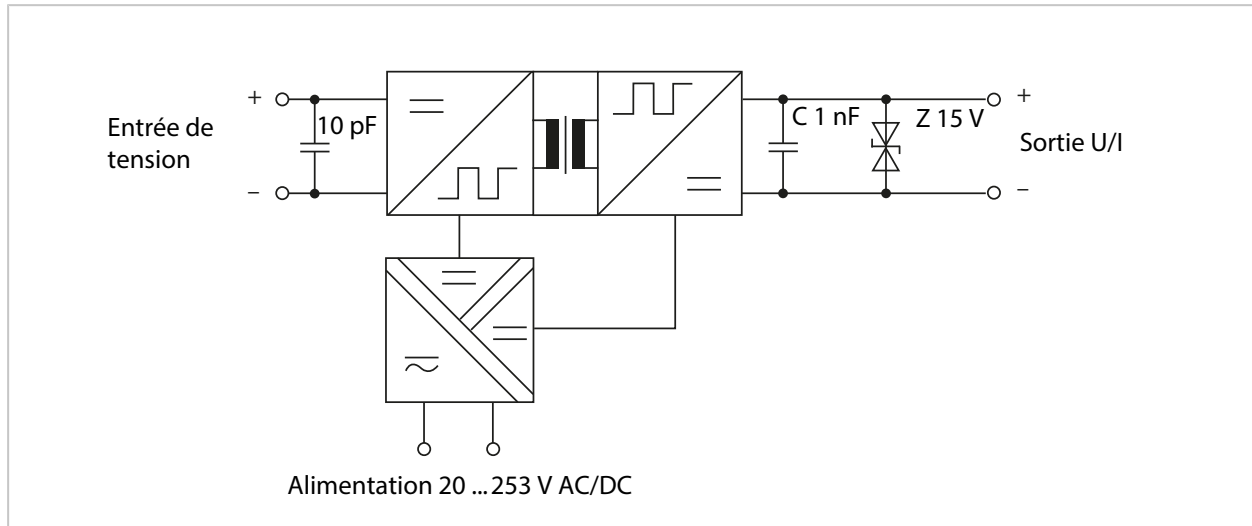 +
10 pF
C 1 nF
Z 15 V
+
Entrée de
tension
Sortie U/I
−
−
Alimentation 20 ... 253 V AC/DC